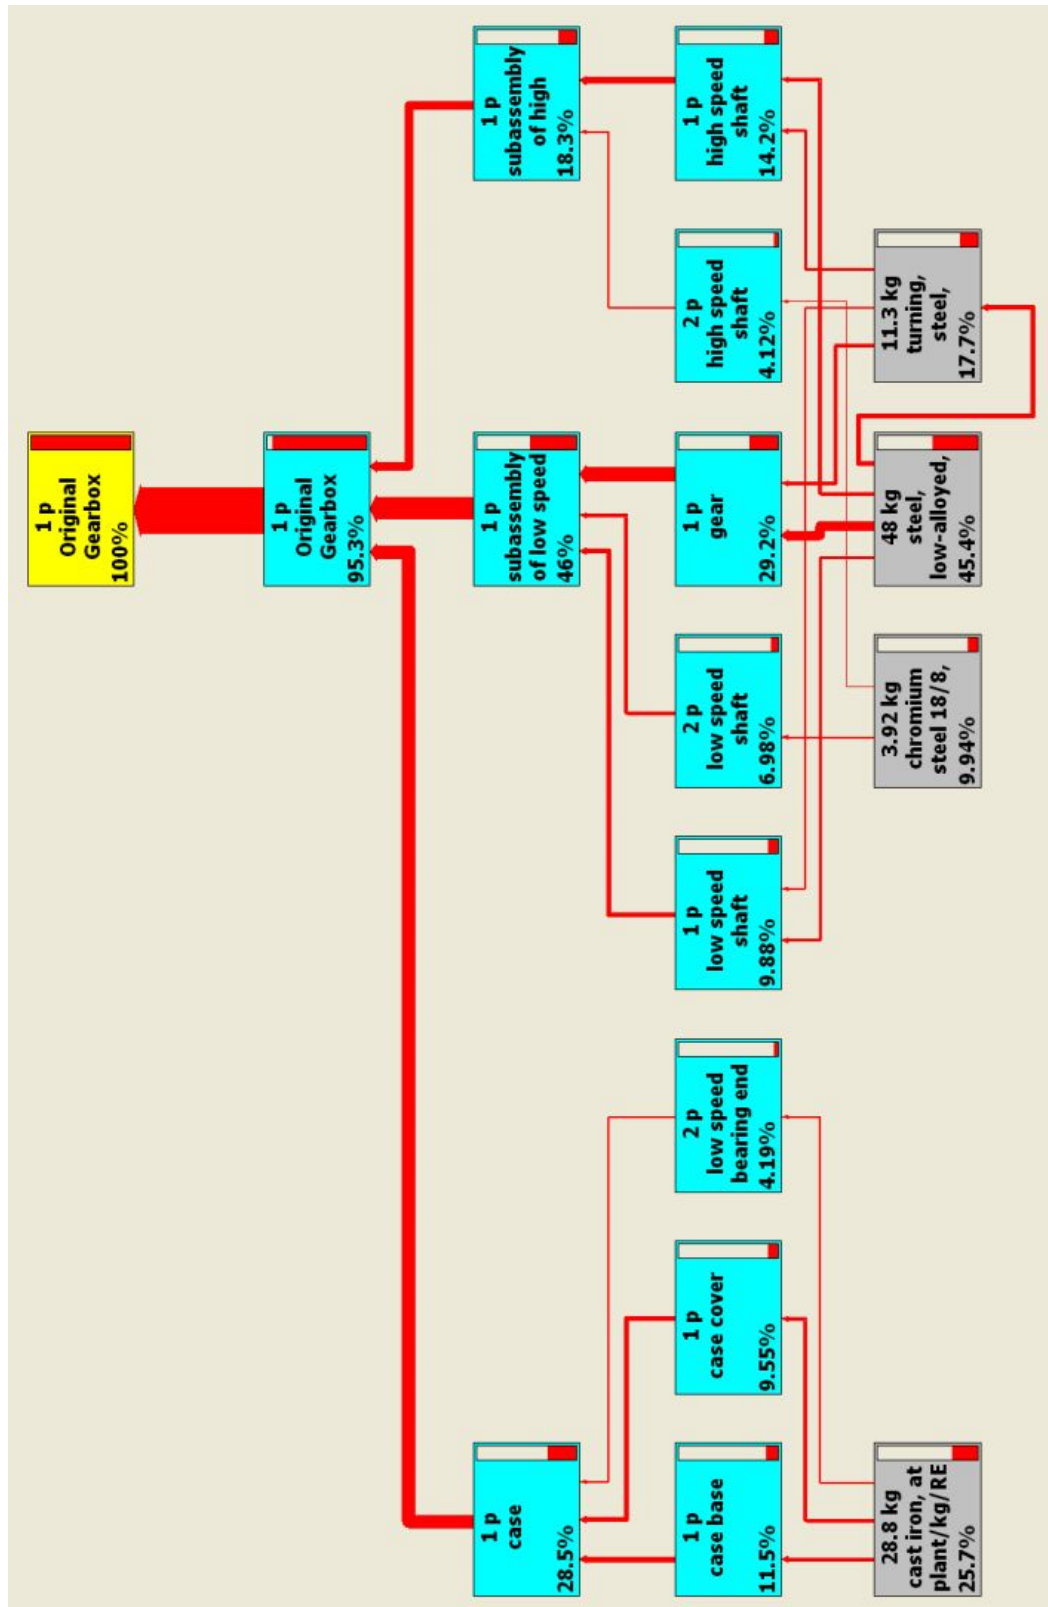 1 p
Original
Gearbox
100%
1 p
Original
Gearbox
95.3%
1 p
case
28.5%
1 p
subassembly
of low speed
46%
1 p
subassembly
of high
18.3%
1 p
case base
11.5%
1 p
case cover
9.55%
2 p
low speed
bearing end
4.19%
1 p
low speed
shaft
9.88%
2 p
low speed
shaft
6.98%
1 p
gear
29.2%
2 p
high speed
shaft
4.12%
1 p
high speed
shaft
14.2%
28.8 kg
cast iron, at
plant/kg/RE
25.7%
3.92 kg
chromium
steel 18/8,
9.94%
48 kg
steel,
low-alloyed,
45.4%
11.3 kg
turning,
steel,
17.7%